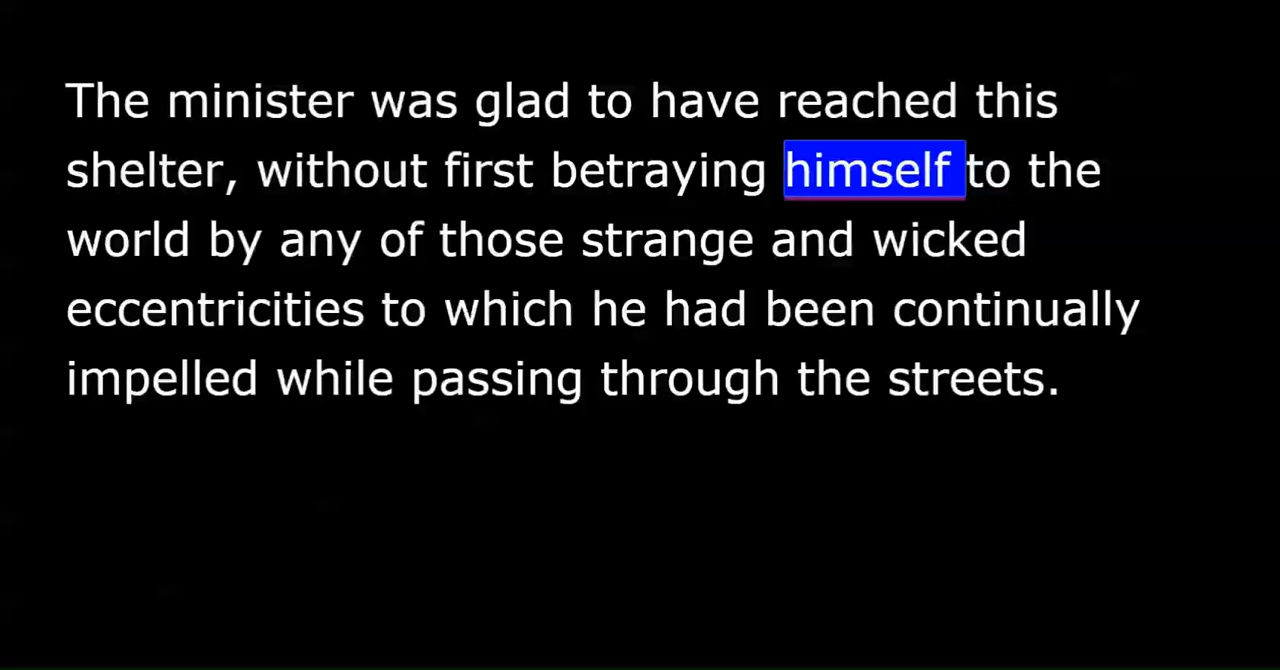 The minister was glad to have reached this
shelter, without first betraying himself to the
world by any of those strange and wicked
eccentricities to which he had been continually
impelled while passing through the streets.